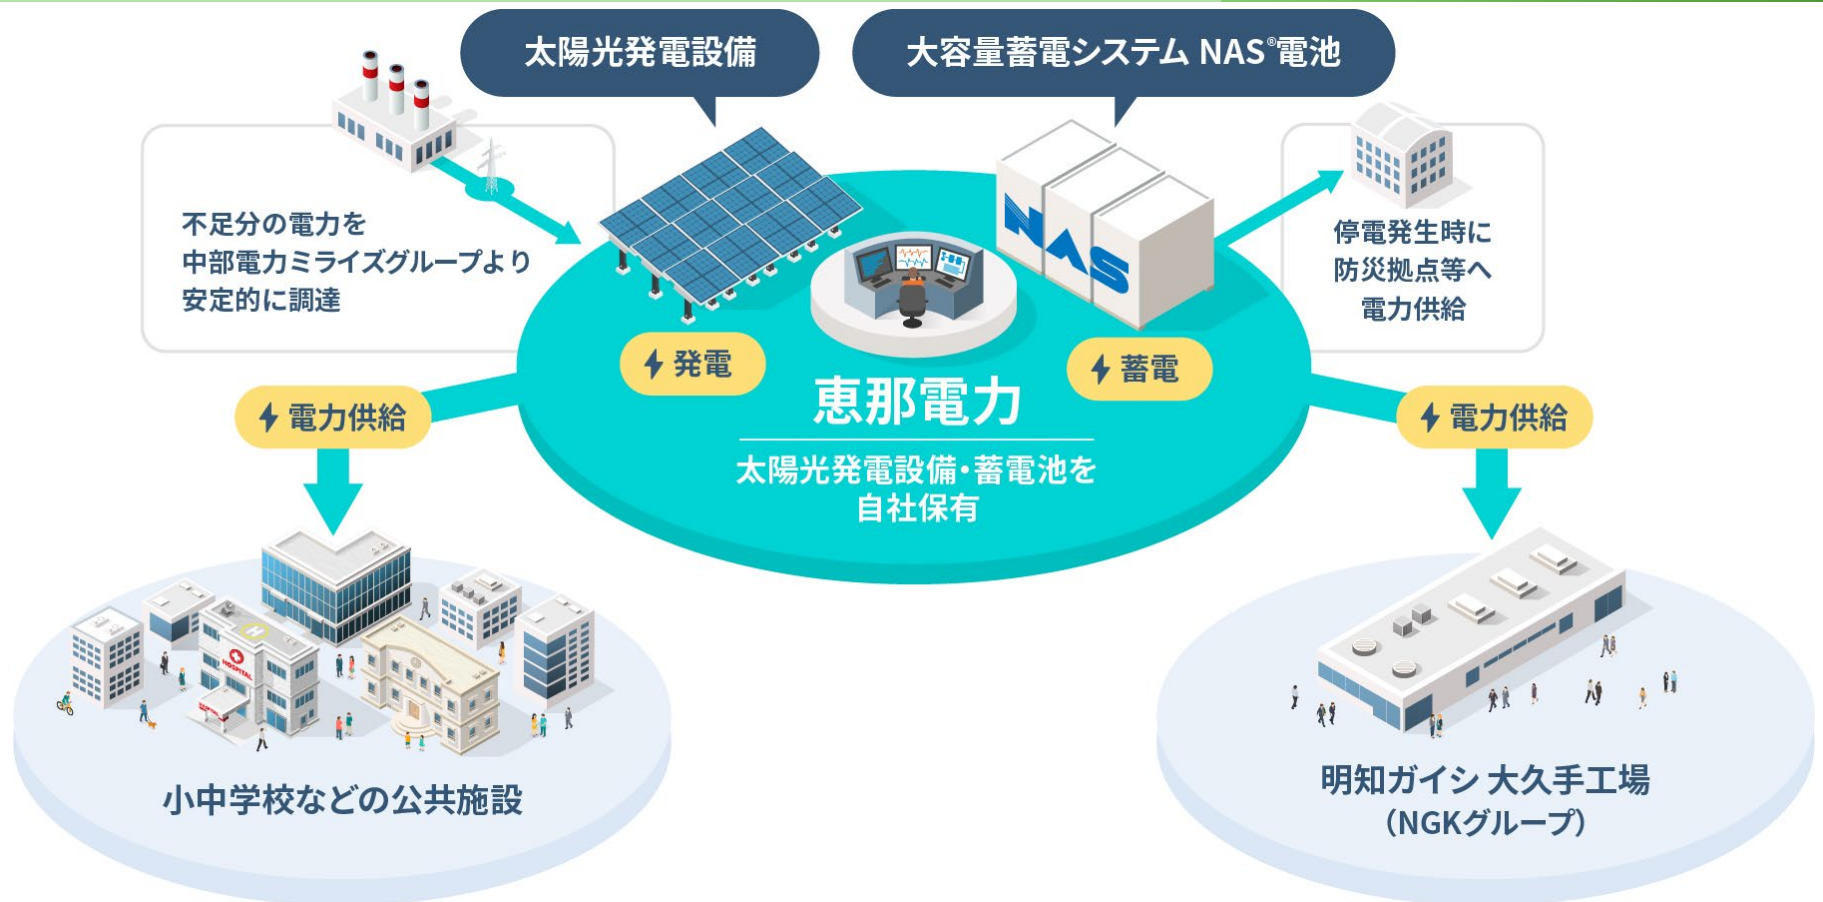 太陽光発電設備
大容量蓄電システム NAS®電池
不足分の電力を
中部電力ミライズグループより
安定的に調達
NAS
停電発生時に
防災拠点等へ
電力供給
発電
蓄電
恵那電力
太陽光発電設備・蓄電池を
自社保有
電力供給
電力供給
H
HOSPITAL
小中学校などの公共施設
明知ガイシ 大久手工場
（NGKグループ）